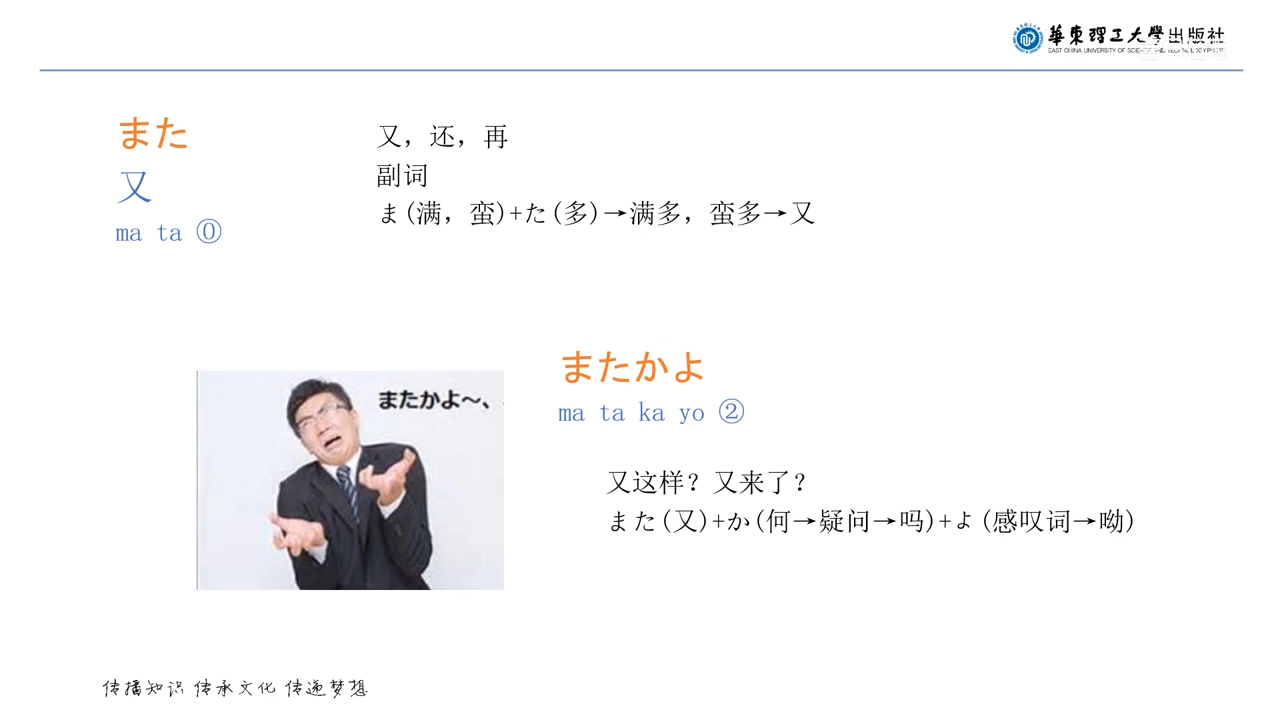 華東理工大學出版社
また
又
ma ta ⓪
又，还，再
副词
ま(满，蛮)+た(多)→满多，蛮多→又
またかよ～、
またかよ
ma ta ka yo ②
又这样？又来了？
また(又)+か(何→疑问→吗)+よ(感叹词→呦)
传播知识 传承文化 传递梦想